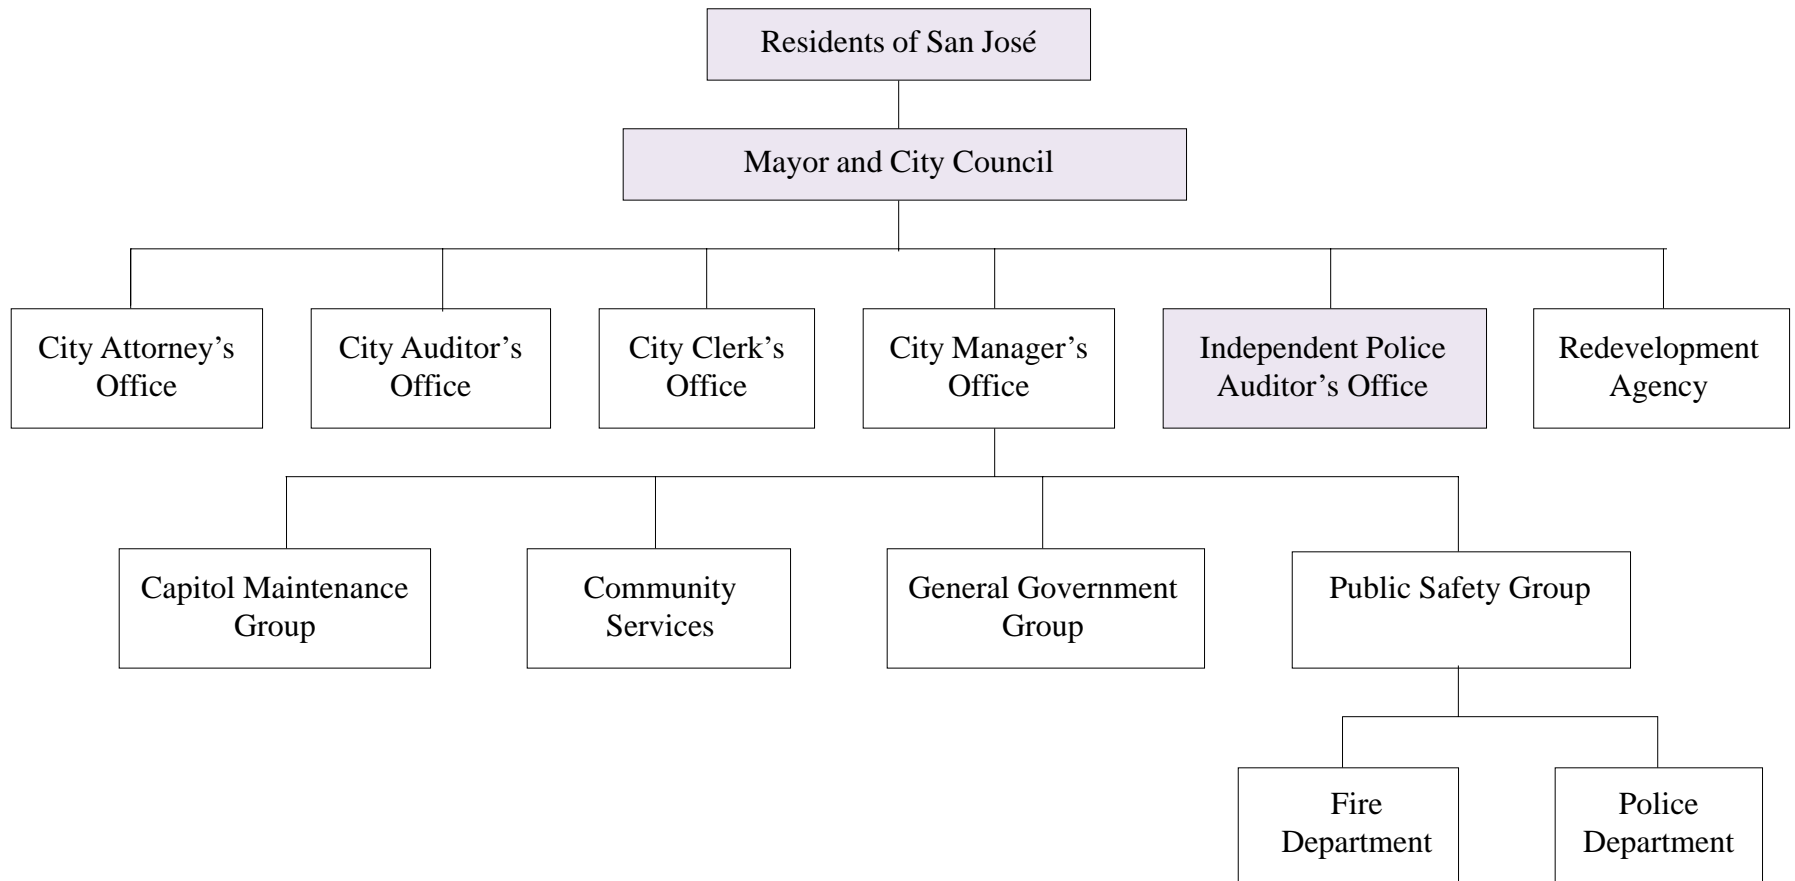 Residents of San José
Mayor and City Council
City Attorney’s
Office
City Auditor’s
Office
City Clerk’s
Office
City Manager’s
Office
Independent Police
Auditor’s Office
Redevelopment
Agency
Capitol Maintenance
Group
Community
Services
General Government
Group
Public Safety Group
Fire
Department
Police
Department